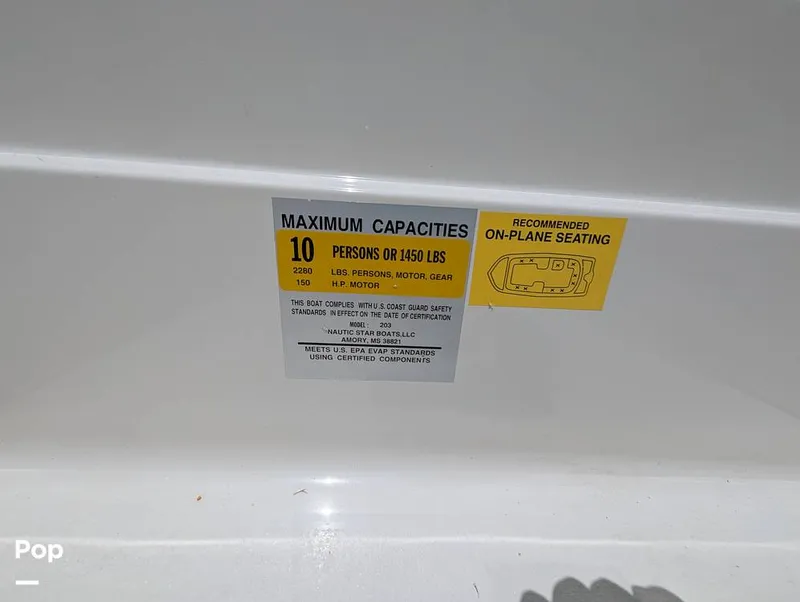 MAXIMUM CAPACITIES
10 PERSONS OR 1450 LBS
2280 LBS. PERSONS, MOTOR, GEAR
150 H.P. MOTOR
THIS BOAT COMPLIES WITH U.S. COAST GUARD SAFETY
STANDARDS IN EFFECT ON THE DATE OF CERTIFICATION
MODEL: 203
NAUTIC STAR BOATS,LLC
AMORY, MS 38821
MEETS U.S. EPA EVAP STANDARDS
USING CERTIFIED COMPONENTS
RECOMMENDED
ON-PLANE SEATING
Pop